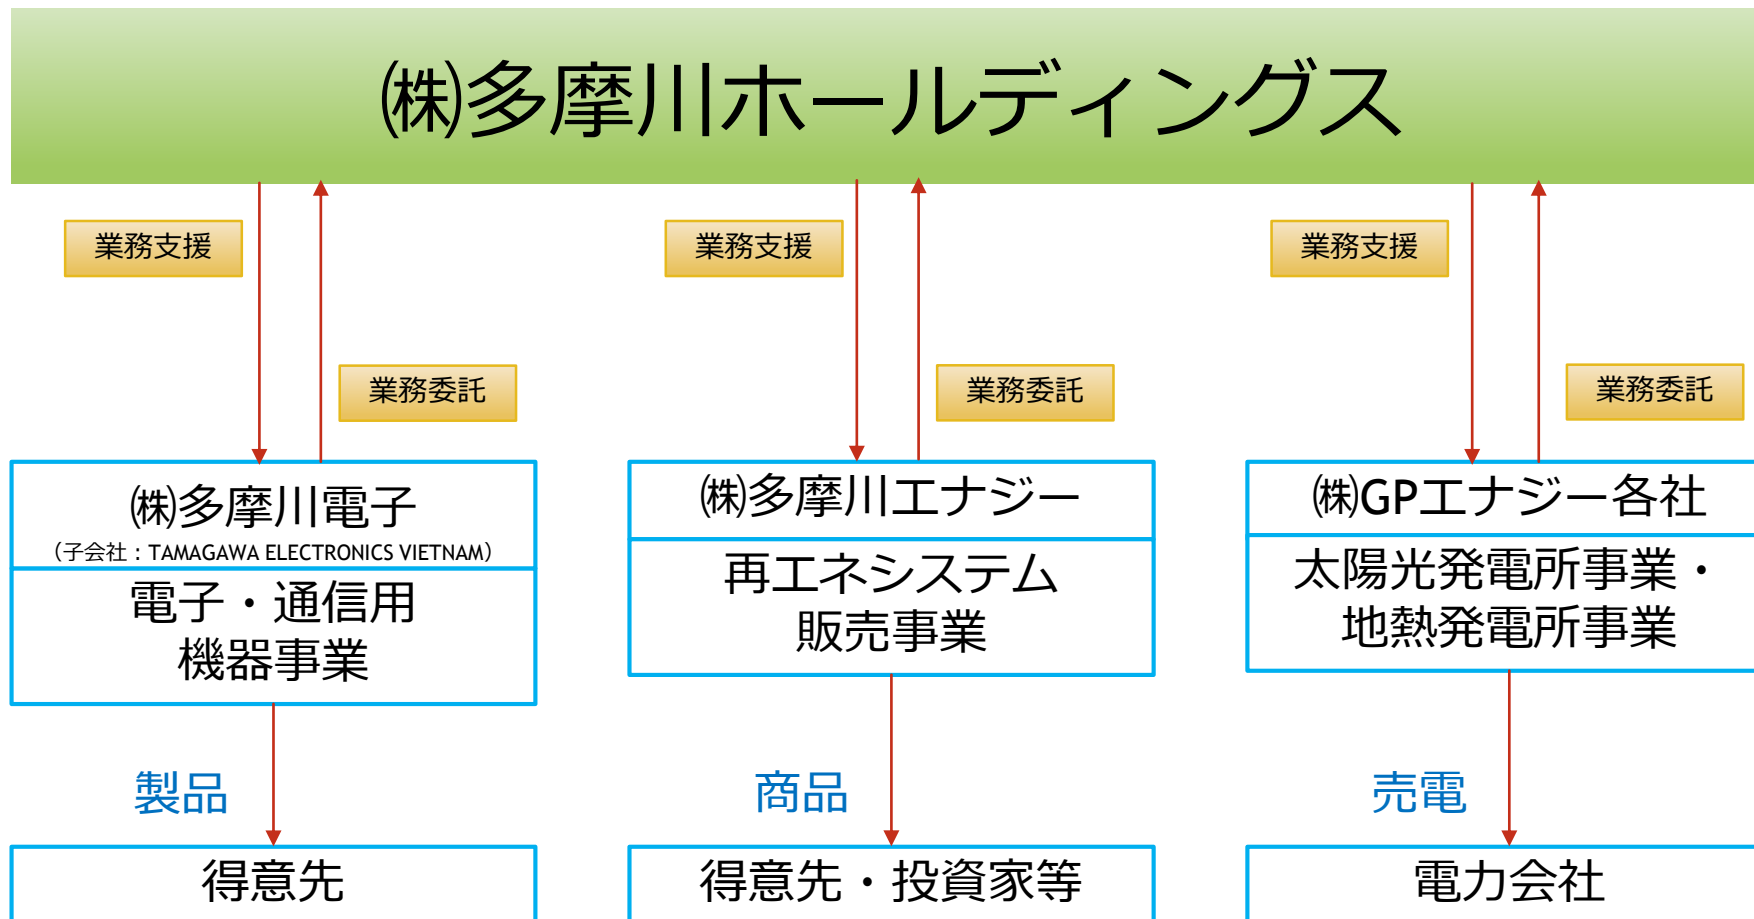 ㈱多摩川ホールディングス
業務支援
業務支援
業務支援
業務委託
業務委託
業務委託
㈱多摩川電子
（子会社：TAMAGAWA ELECTRONICS VIETNAM）
電子・通信用
機器事業
㈱多摩川エナジー
再エネシステム
販売事業
㈱GPエナジー各社
太陽光発電所事業・
地熱発電所事業
製品
商品
売電
得意先
得意先・投資家等
電力会社